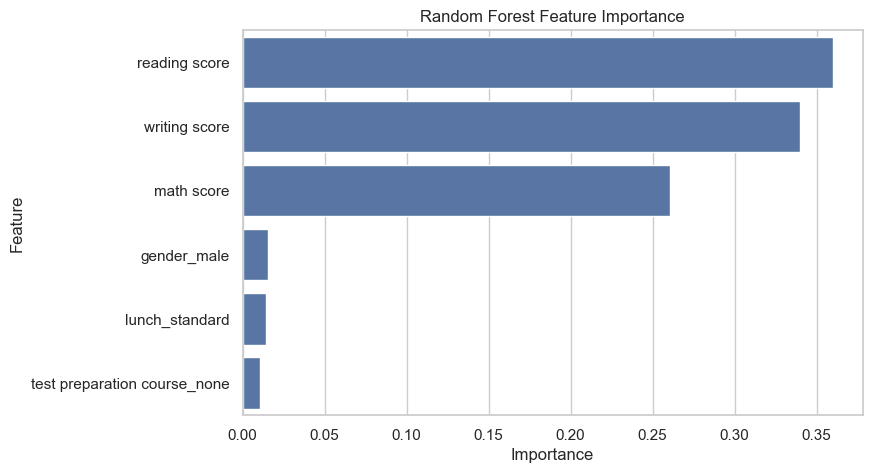 Random Forest Feature Importance
Feature
reading score
writing score
math score
gender_male
lunch_standard
test preparation course_none
0.00 0.05 0.10 0.15 0.20 0.25 0.30 0.35
Importance